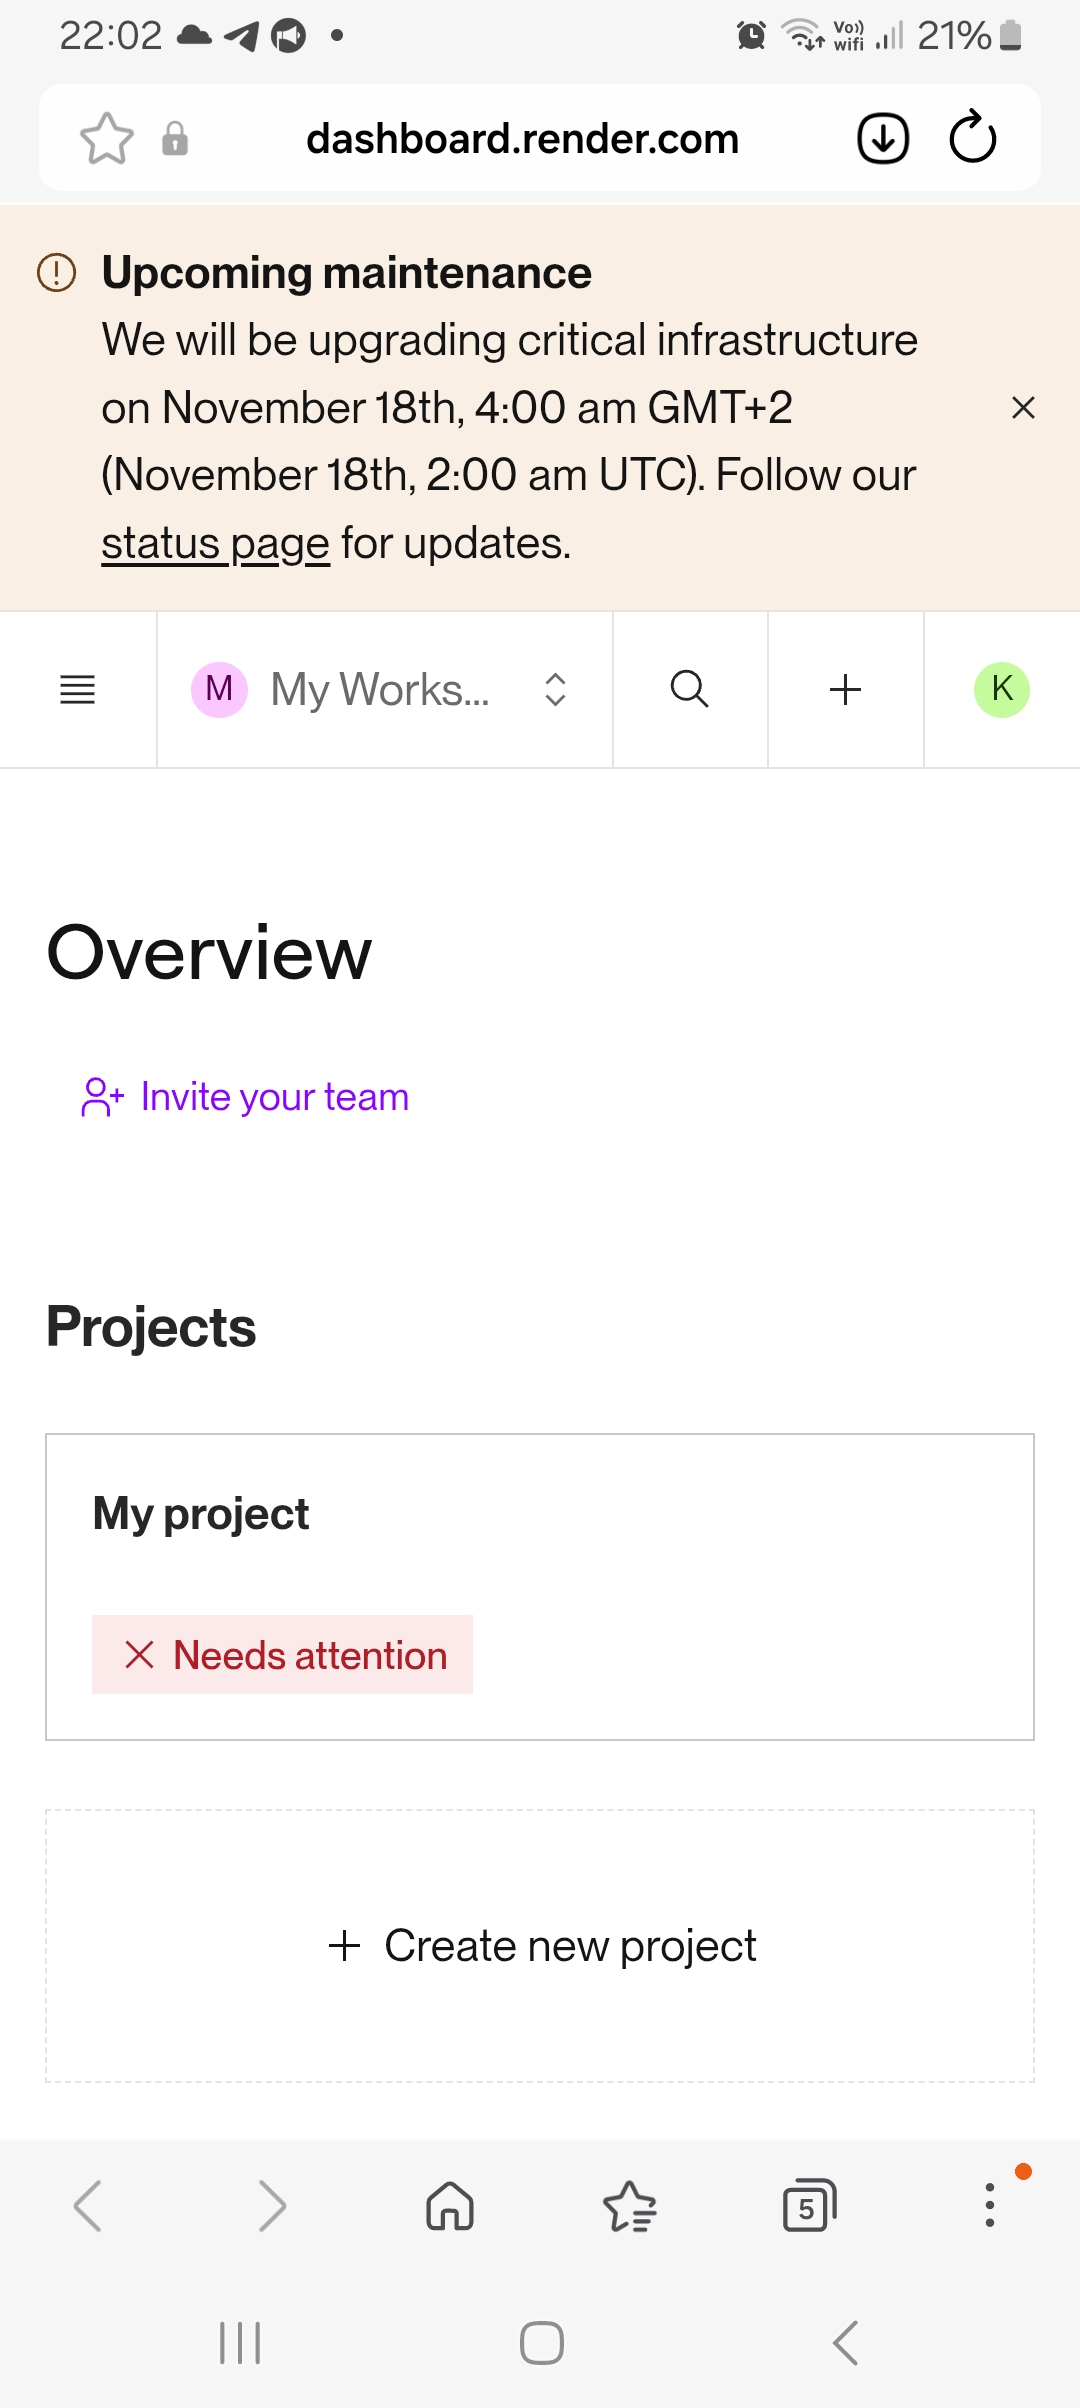 22:02
Vo)) wifi 21%
dashboard.render.com
Upcoming maintenance
We will be upgrading critical infrastructure
on November 18th, 4:00 am GMT+2
(November 18th, 2:00 am UTC). Follow our
status page for updates.
M My Works... K
Overview
Invite your team
Projects
My project
Needs attention
Create new project
5